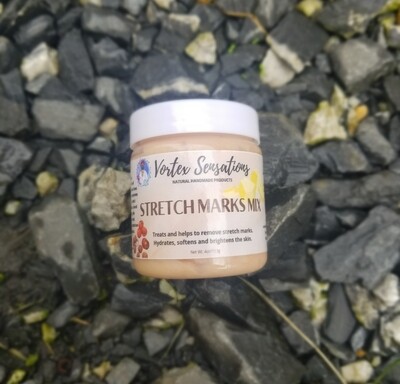 Vortex Sensations
NATURAL HANDMADE PRODUCTS
STRETCH MARKS MIX
Treats and helps to remove stretch marks.
Hydrates, softens and brightens the skin.